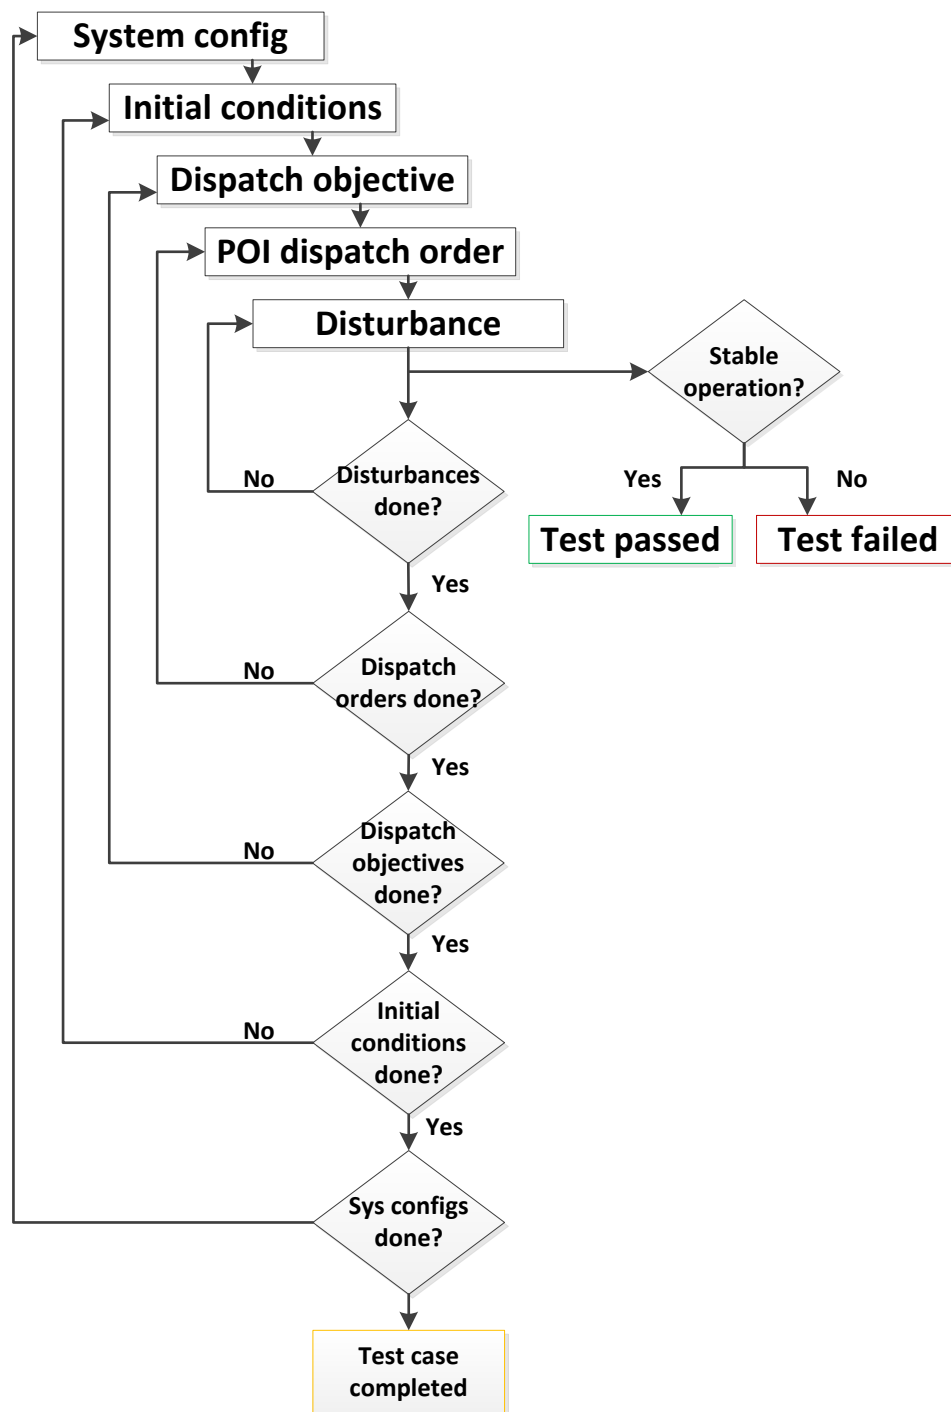 System config
Initial conditions
Dispatch objective
POI dispatch order
Disturbance
Stable
operation?
Yes
No
Test passed
Test failed
No
Disturbances
done?
Yes
No
Dispatch
orders done?
Yes
No
Dispatch
objectives
done?
Yes
No
Initial
conditions
done?
Yes
Sys configs
done?
Test case
completed